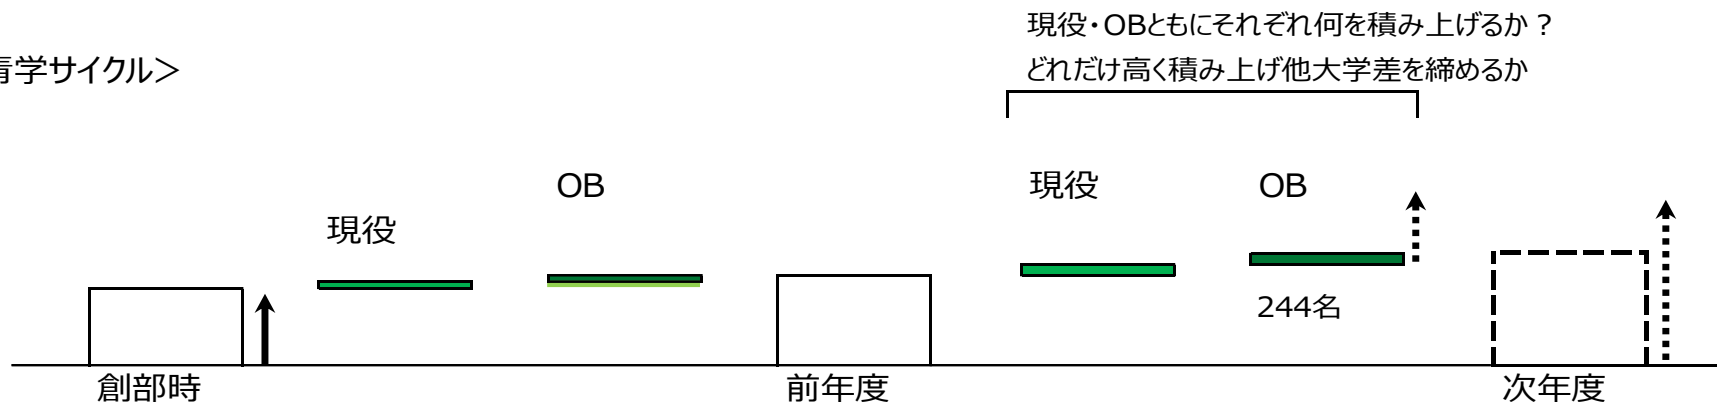 現役・OBともにそれぞれ何を積み上げるか？
どれだけ高く積み上げ他大学差を締めるか
学サイクル＞
OB
現役
現役
OB
244名
創部時
前年度
次年度